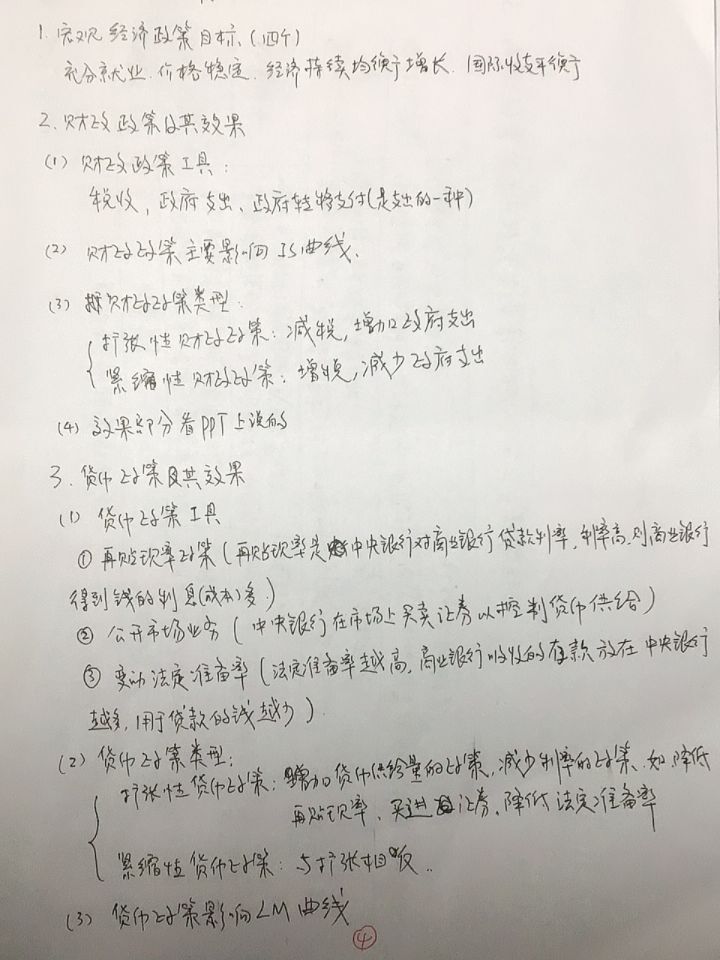 1. 宏观经济政策目标、(四个)
充分就业、价格稳定、经济持续均衡增长、国际收支平衡
2. 财政政策及其效果
(1) 财政政策工具：
税收，政府支出、政府转移支付(是支出的一种)
(2) 财政政策主要影响IS曲线、
(3) 财政政策类型：
扩张性财政政策：减税，增加政府支出
紧缩性财政政策：增税，减少政府支出
(4) 效果部分看PPT上说的
3. 货币政策及其效果
(1) 货币政策工具
① 再贴现率政策(再贴现率是中央银行对商业银行贷款利率，利率高，则商业银行
得到钱的利息(成本)多、)
② 公开市场业务(中央银行在市场上买卖证券以控制货币供给)
③ 变动法定准备率(法定准备率越高，商业银行吸收的存款放在中央银行
越多，用于贷款的钱越少).
(2) 货币政策类型：
扩张性货币政策：增加货币供给量的政策，减少利率的政策、如降低
再贴现率、买进证券、降低法定准备率
紧缩性货币政策：与扩张相反..
(3) 货币政策影响LM曲线
④